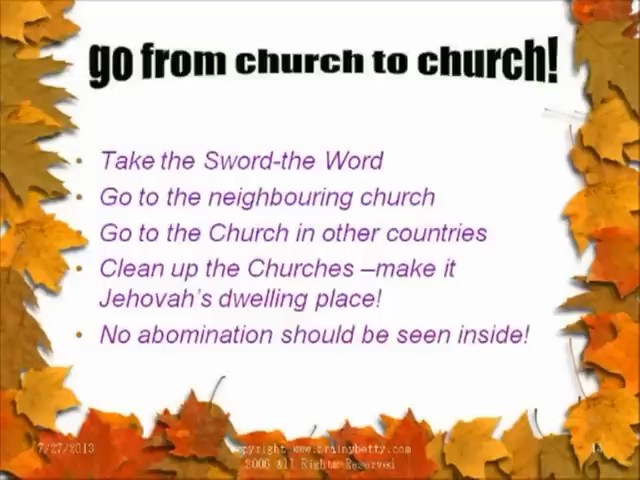 go from church to church!
Take the Sword-the Word
Go to the neighbouring church
Go to the Church in other countries
Clean up the Churches –make it
Jehovah's dwelling place!
No abomination should be seen inside!
7/27/2013
copyright www.brainybetty.com
2006 All Rights Reserved